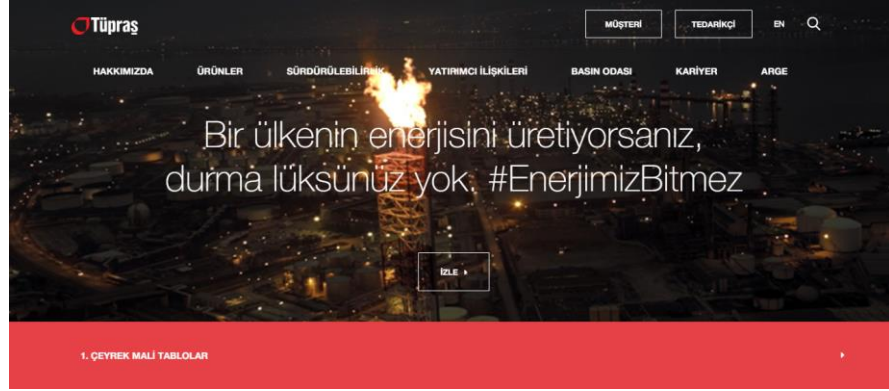 Tüpraş
MÜŞTERİ
TEDARİKÇİ
EN
HAKKIMIZDA
ÜRÜNLER
SÜRDÜRÜLEBİLİRLİK
YATIRIMCI İLİŞKİLERİ
BASIN ODASI
KARİYER
ARGE
Bir ülkenin enerjisini üretiyorsanız,
durma lüksünüz yok. #EnerjimizBitmez
İZLE
1. ÇEYREK MALİ TABLOLAR